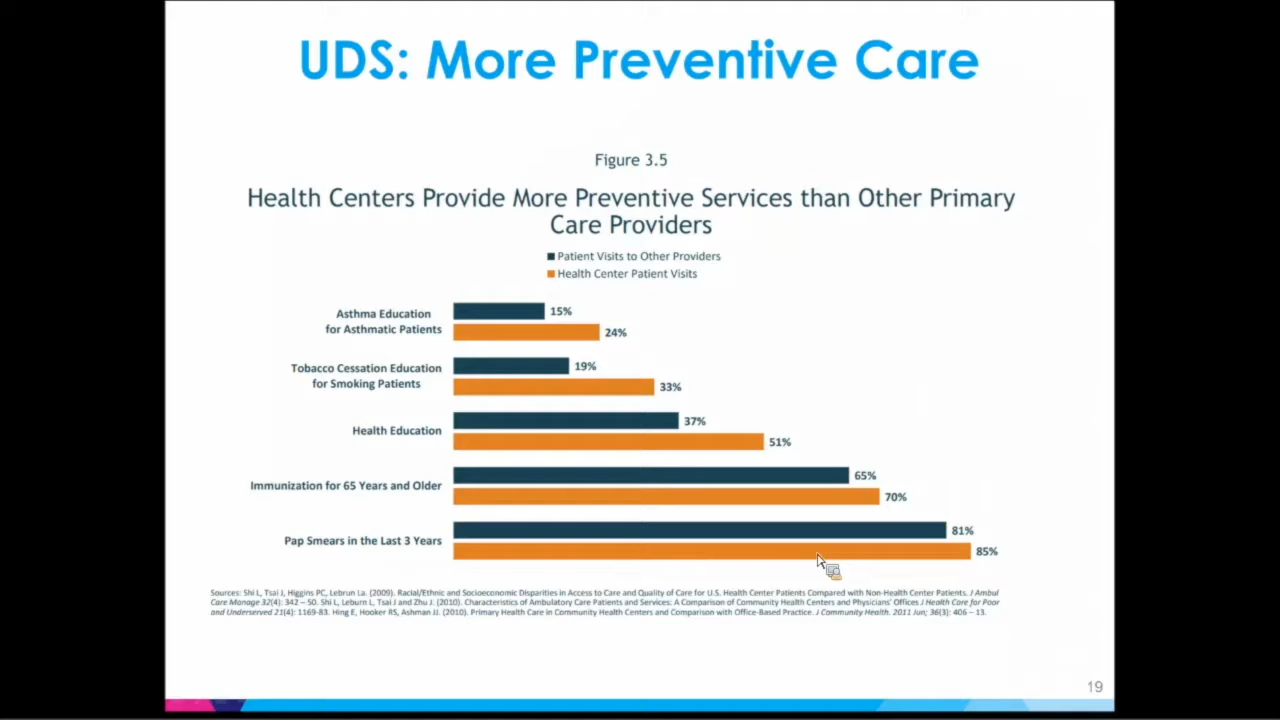 UDS: More Preventive Care
Figure 3.5
Health Centers Provide More Preventive Services than Other Primary
Care Providers
Patient Visits to Other Providers
Health Center Patient Visits
Asthma Education
for Asthmatic Patients
15%
24%
Tobacco Cessation Education
for Smoking Patients
19%
33%
Health Education
37%
51%
Immunization for 65 Years and Older
65%
70%
Pap Smears in the Last 3 Years
81%
85%
Sources: Shi L, Tsai J, Higgins PC, Lebrun La. (2009). Racial/Ethnic and Socioeconomic Disparities in Access to Care and Quality of Care for U.S. Health Center Patients Compared with Non-Health Center Patients. J Ambul
Care Manage 32(4): 342 – 50. Shi L, Leburn L, Tsai J and Zhu J. (2010). Characteristics of Ambulatory Care Patients and Services: A Comparison of Community Health Centers and Physicians' Offices J Health Care for Poor
and Underserved 21(4): 1169-83. Hing E, Hooker RS, Ashman JJ. (2010). Primary Health Care in Community Health Centers and Comparison with Office-Based Practice. J Community Health. 2011 Jun; 36(3): 406 – 13.
19